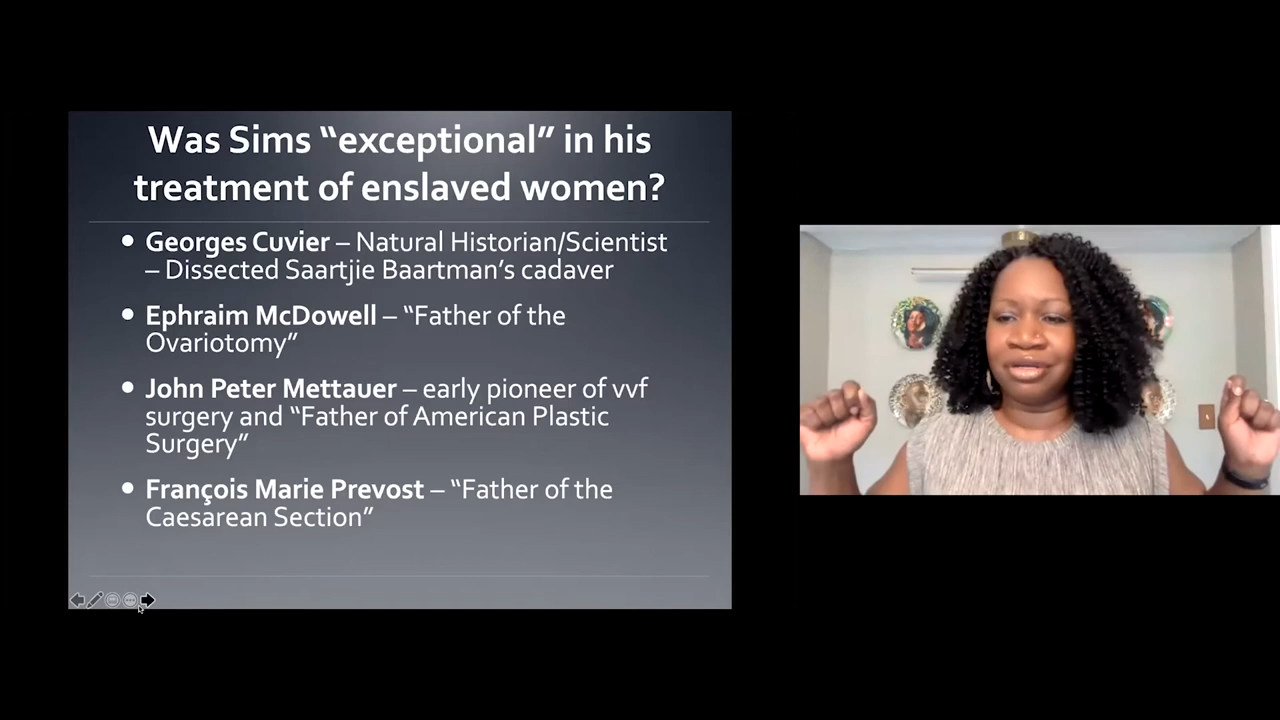 Was Sims “exceptional” in his
treatment of enslaved women?
• Georges Cuvier – Natural Historian/Scientist
– Dissected Saartjie Baartman’s cadaver
• Ephraim McDowell – “Father of the
Ovariotomy”
• John Peter Mettauer – early pioneer of vvf
surgery and “Father of American Plastic
Surgery”
• François Marie Prevost – “Father of the
Caesarean Section”